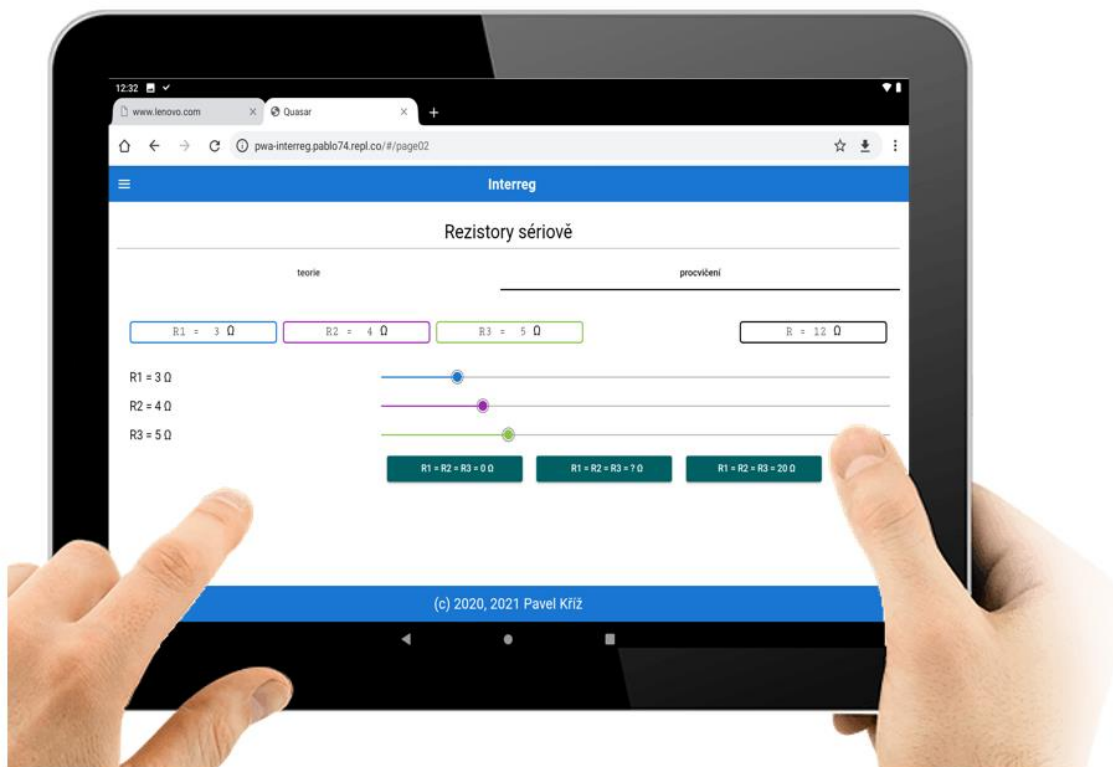 12:32
www.lenovo.com × Quasar × +
pwa-interreg.pablo74.repl.co/#/page02
Interreg
Rezistory sériově
teorie procvičení
R1 = 3 Ω R2 = 4 Ω R3 = 5 Ω R = 12 Ω
R1 = 3 Ω
R2 = 4 Ω
R3 = 5 Ω
R1 = R2 = R3 = 0 Ω R1 = R2 = R3 = ? Ω R1 = R2 = R3 = 20 Ω
(c) 2020, 2021 Pavel Kříž